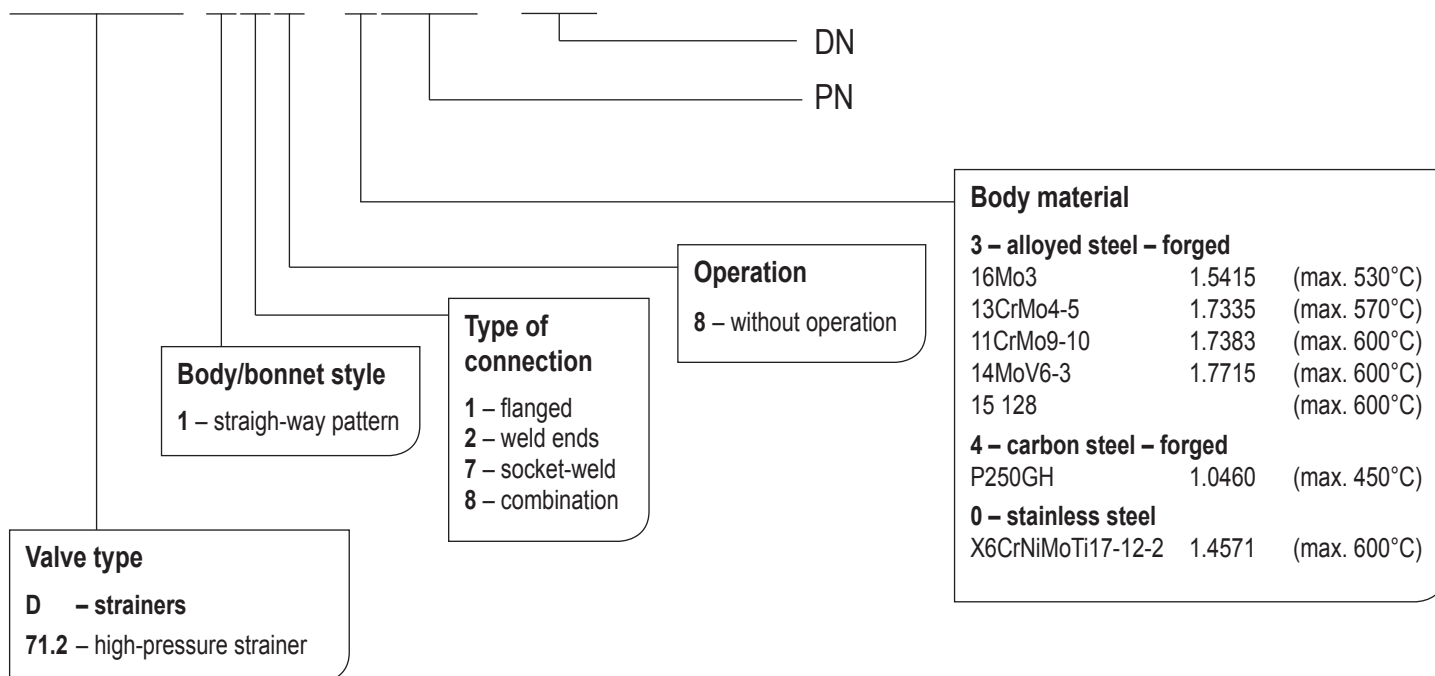 DN
PN
Body material
3 – alloyed steel – forged
16Mo3 1.5415 (max. 530°C)
13CrMo4-5 1.7335 (max. 570°C)
11CrMo9-10 1.7383 (max. 600°C)
14MoV6-3 1.7715 (max. 600°C)
15 128 (max. 600°C)
4 – carbon steel – forged
P250GH 1.0460 (max. 450°C)
0 – stainless steel
X6CrNiMoTi17-12-2 1.4571 (max. 600°C)
Operation
8 – without operation
Type of
connection
1 – flanged
2 – weld ends
7 – socket-weld
8 – combination
Body/bonnet style
1 – straigh-way pattern
Valve type
D – strainers
71.2 – high-pressure strainer